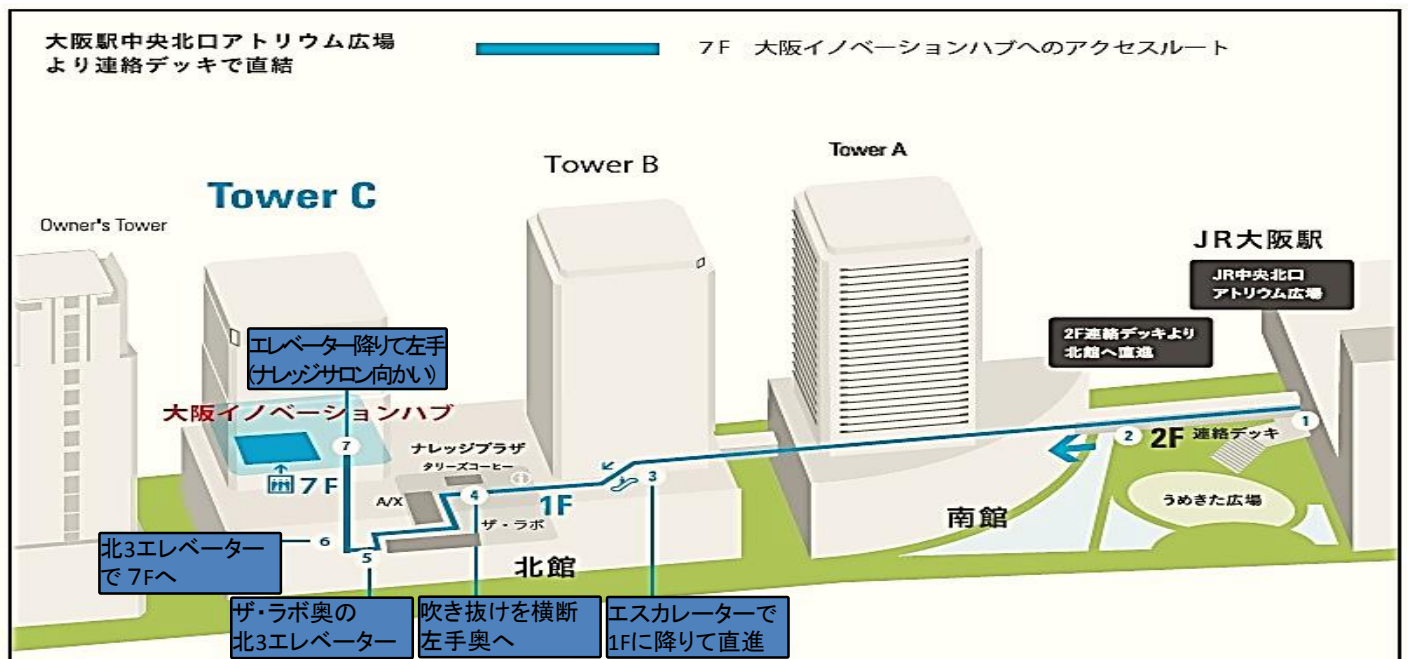 大阪駅中央北口アトリウム広場
より連絡デッキで直結
7F 大阪イノベーションハブへのアクセスルート
Tower A
Tower B
Tower C
Owner's Tower
JR大阪駅
JR中央北口
アトリウム広場
2F連絡デッキより
北館へ直進
エレベーター降りて左手
(ナレッジサロン向かい)
大阪イノベーションハブ
7
ナレッジプラザ
タリーズコーヒー
1
2
2F 連絡デッキ
3
7F
A/X
4
1F
うめきた広場
ザ・ラボ
南館
北3エレベーター
で 7Fへ
6
5
北館
ザ・ラボ奥の
北3エレベーター
吹き抜けを横断
左手奥へ
エスカレーターで
1Fに降りて直進